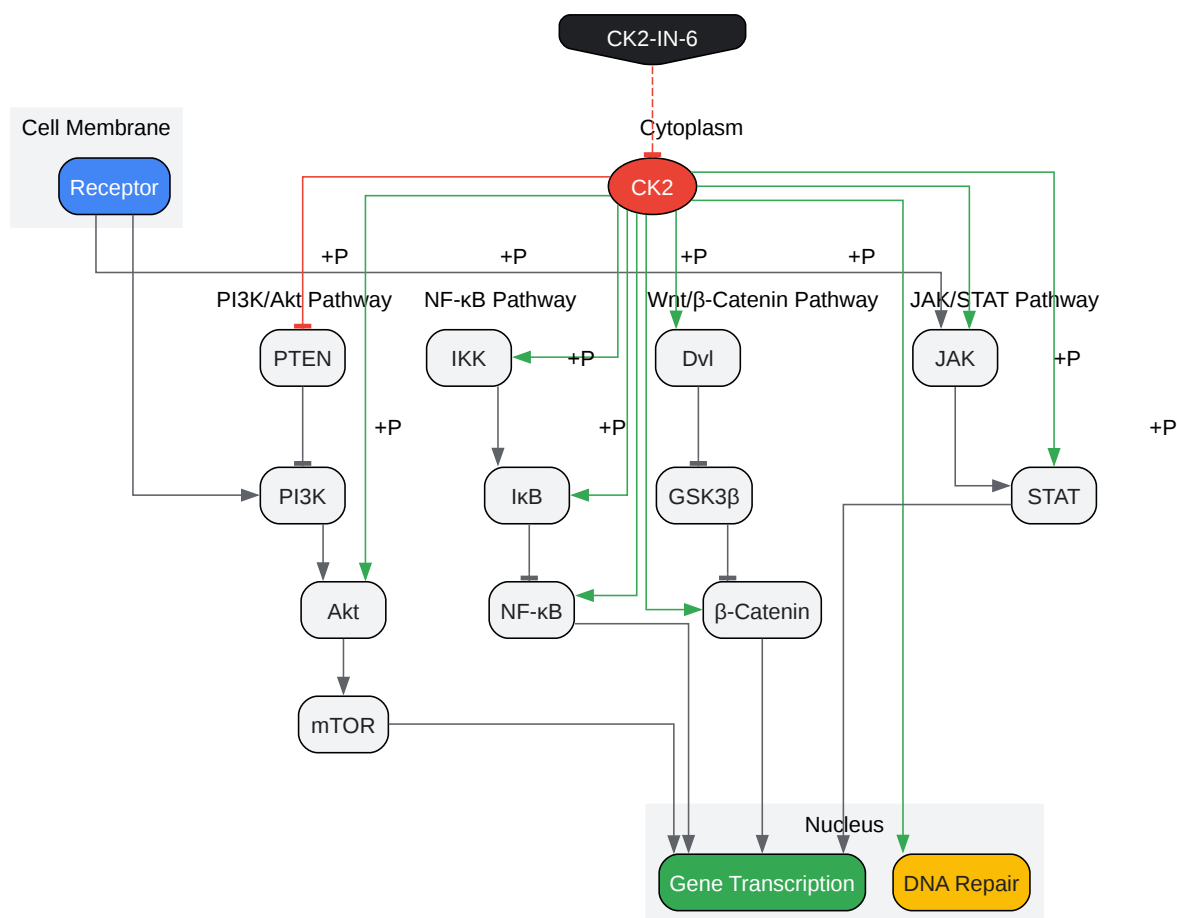 CK2-IN-6
Cell Membrane
Cytoplasm
Receptor
CK2
+P
+P
+P
+P
PI3K/Akt Pathway
NF-κB Pathway
Wnt/β-Catenin Pathway
JAK/STAT Pathway
PTEN
IKK
+P
Dvl
JAK
+P
+P
+P
+P
PI3K
IκB
GSK3β
STAT
Akt
NF-κB
β-Catenin
mTOR
Nucleus
Gene Transcription
DNA Repair